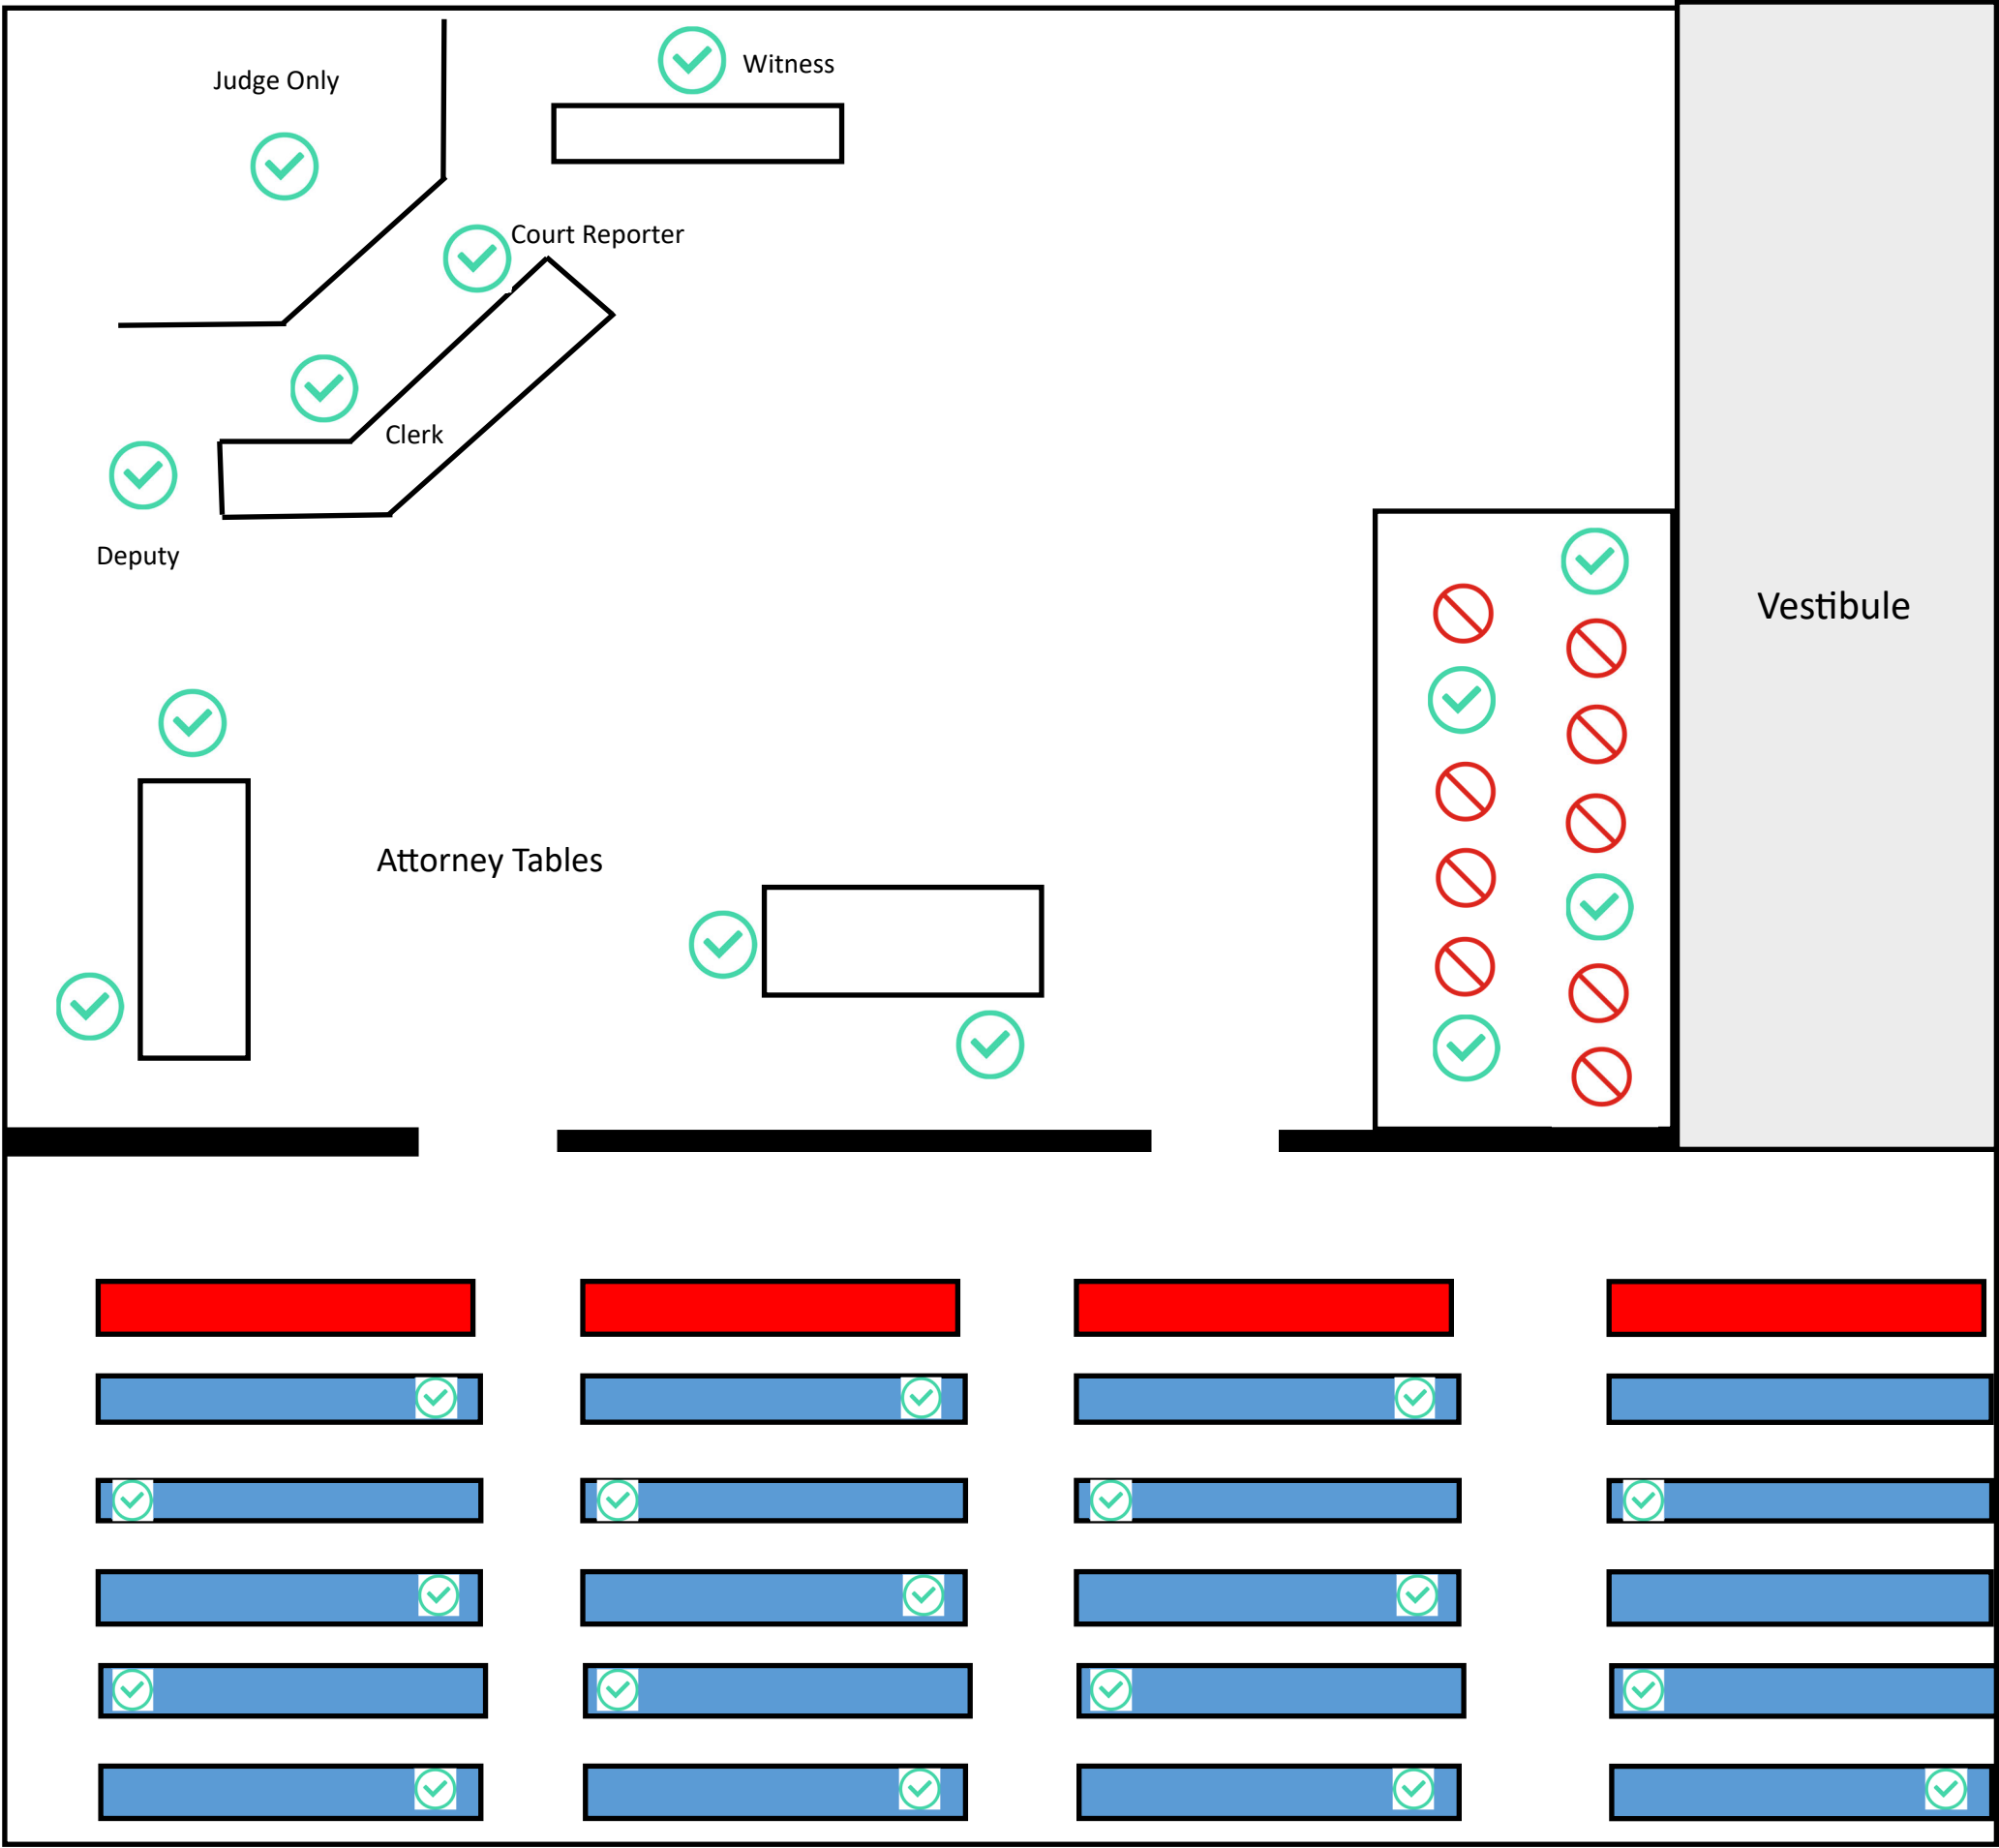 Judge Only
Witness
Court Reporter
Clerk
Deputy
Vestibule
Attorney Tables